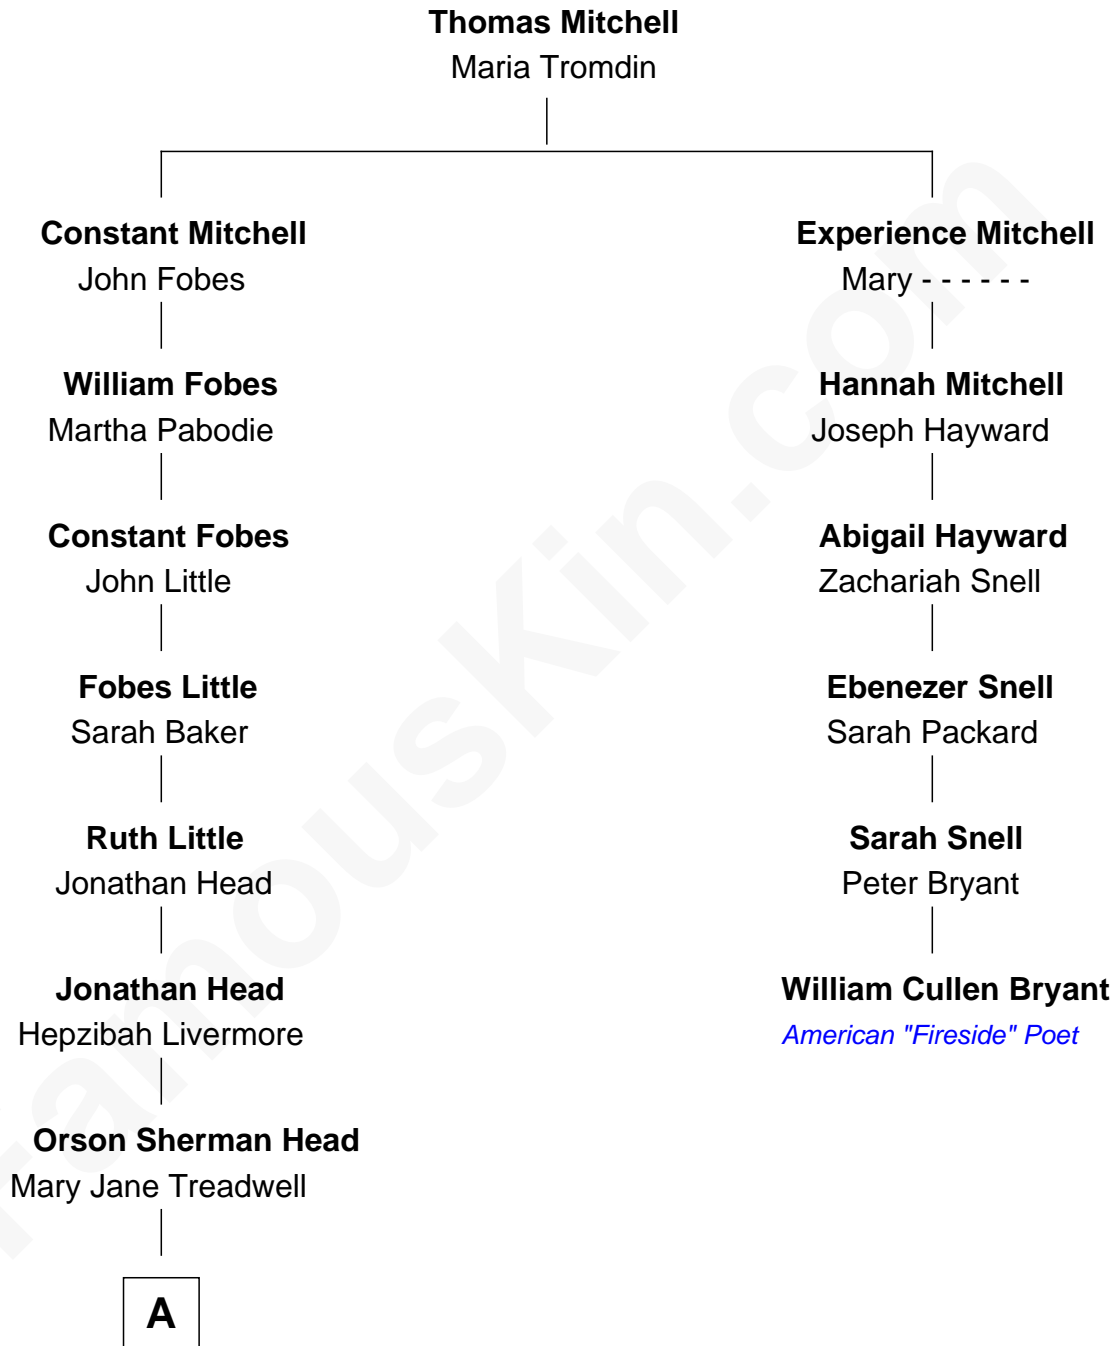 Thomas Mitchell
Maria Tromdin
Constant Mitchell
John Fobes
Experience Mitchell
Mary - - - - - -
William Fobes
Martha Pabodie
Hannah Mitchell
Joseph Hayward
Constant Fobes
John Little
Abigail Hayward
Zachariah Snell
Fobes Little
Sarah Baker
Ebenezer Snell
Sarah Packard
Ruth Little
Jonathan Head
Sarah Snell
Peter Bryant
Jonathan Head
Hepzibah Livermore
William Cullen Bryant
American "Fireside" Poet
Orson Sherman Head
Mary Jane Treadwell
A
FamousKin.com